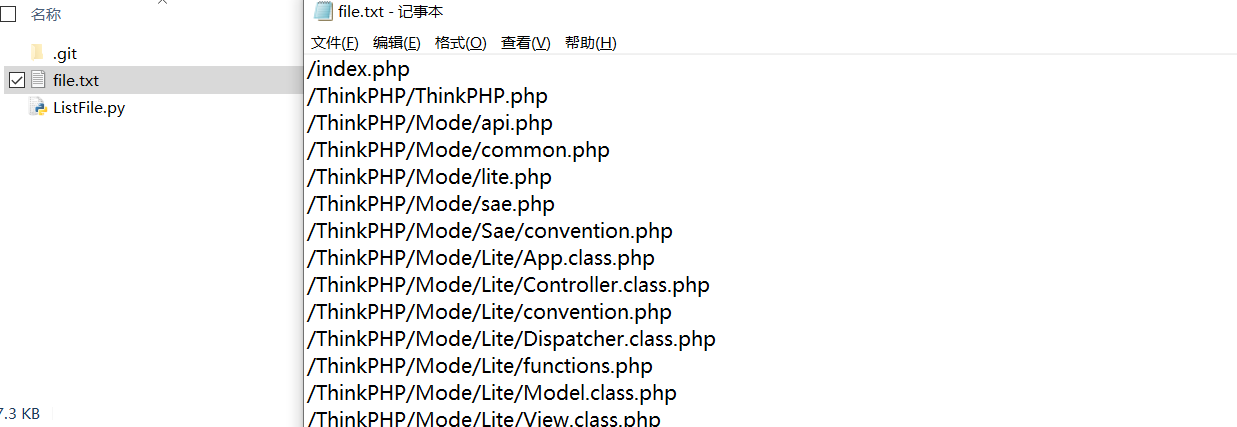 名称
.git
file.txt
ListFile.py
7.3 KB
file.txt - 记事本
文件(F) 编辑(E) 格式(O) 查看(V) 帮助(H)
/index.php
/ThinkPHP/ThinkPHP.php
/ThinkPHP/Mode/api.php
/ThinkPHP/Mode/common.php
/ThinkPHP/Mode/lite.php
/ThinkPHP/Mode/sae.php
/ThinkPHP/Mode/Sae/convention.php
/ThinkPHP/Mode/Lite/App.class.php
/ThinkPHP/Mode/Lite/Controller.class.php
/ThinkPHP/Mode/Lite/convention.php
/ThinkPHP/Mode/Lite/Dispatcher.class.php
/ThinkPHP/Mode/Lite/functions.php
/ThinkPHP/Mode/Lite/Model.class.php
/ThinkPHP/Mode/Lite/View.class.php